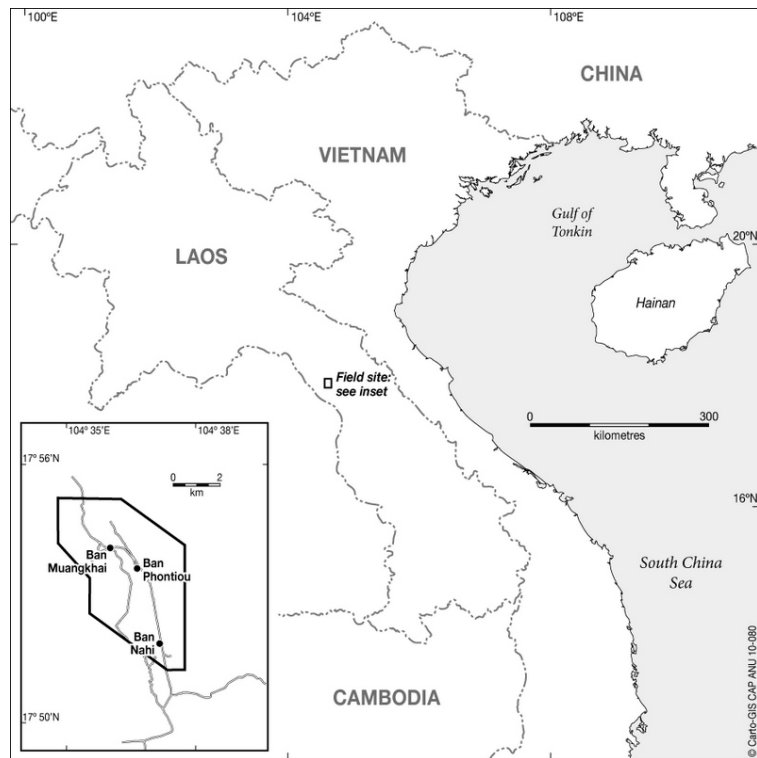 100ºE
104ºE
108ºE
CHINA
VIETNAM
Gulf of
Tonkin
20ºN
LAOS
Hainan
Field site:
see inset
0 300
kilometres
104º 35'E
104º 38'E
17º 56'N
0 2
km
Ban
Muangkhai
Ban
Phontiou
Ban
Nahi
17º 50'N
16ºN
South China
Sea
CAMBODIA
© Carto-GIS CAP ANU 10-080